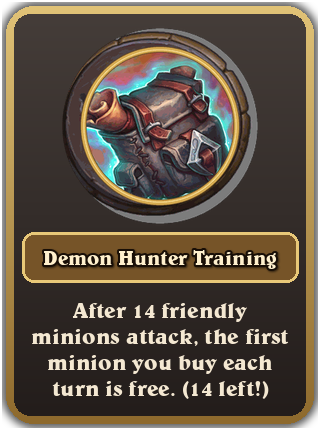 Demon Hunter Training
After 14 friendly
minions attack, the first
minion you buy each
turn is free. (14 left!)